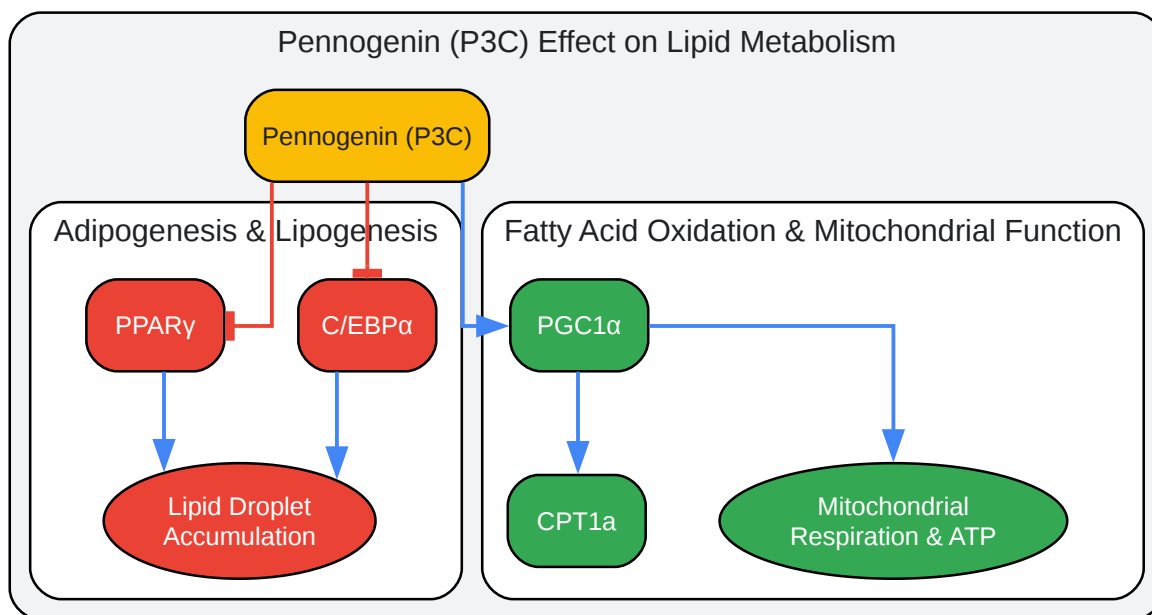 Pennogenin (P3C) Effect on Lipid Metabolism
Pennogenin (P3C)
Adipogenesis & Lipogenesis
PPARγ
C/EBPα
Lipid Droplet
Accumulation
Fatty Acid Oxidation & Mitochondrial Function
PGC1α
CPT1a
Mitochondrial
Respiration & ATP